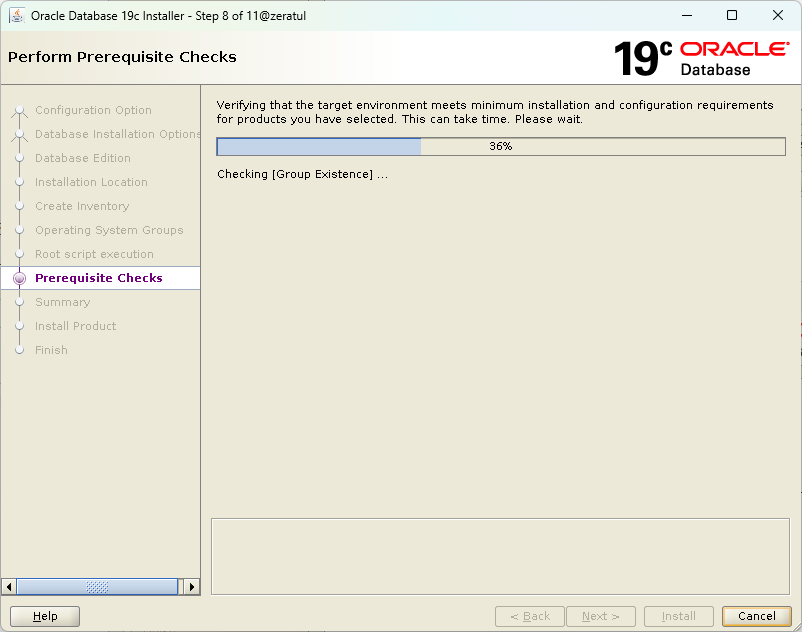 Oracle Database 19c Installer - Step 8 of 11@zeratul
Perform Prerequisite Checks
19c ORACLE
Database
Configuration Option
Database Installation Options
Database Edition
Installation Location
Create Inventory
Operating System Groups
Root script execution
Prerequisite Checks
Summary
Install Product
Finish
Verifying that the target environment meets minimum installation and configuration requirements
for products you have selected. This can take time. Please wait.
36%
Checking [Group Existence] ...
Help
< Back
Next >
Install
Cancel